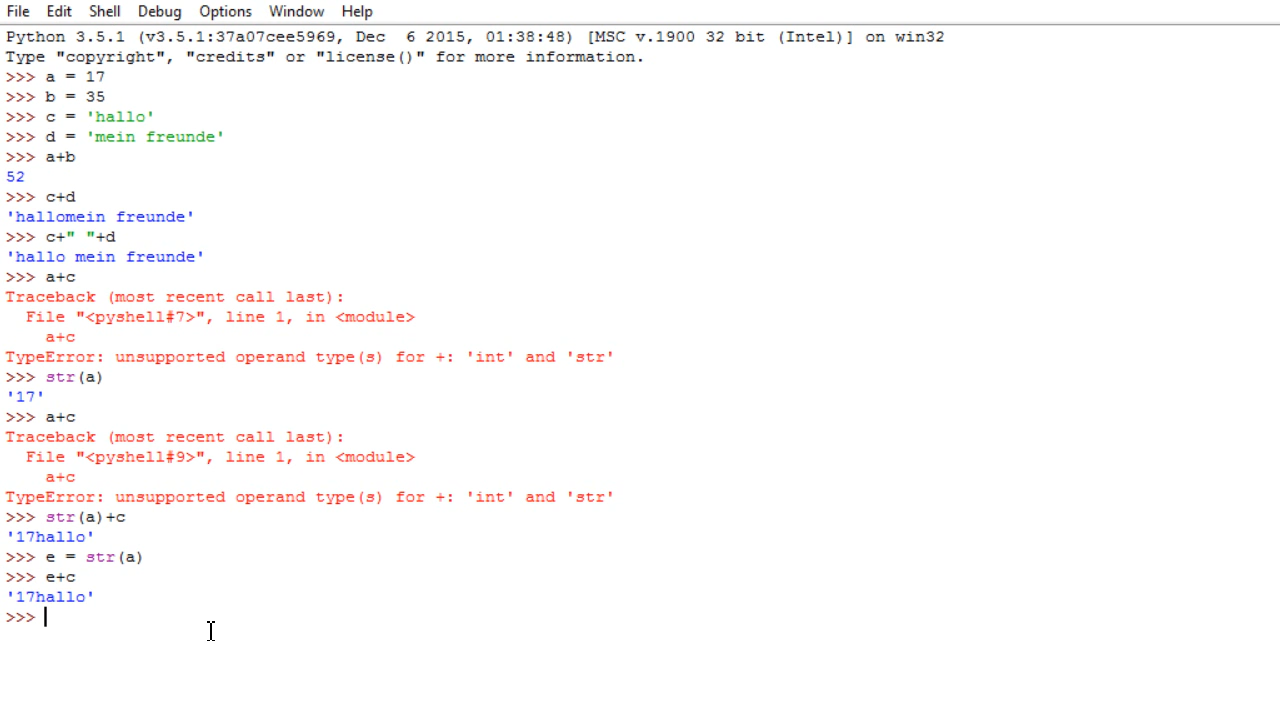 File Edit Shell Debug Options Window Help
Python 3.5.1 (v3.5.1:37a07cee5969, Dec  6 2015, 01:38:48) [MSC v.1900 32 bit (Intel)] on win32
Type "copyright", "credits" or "license()" for more information.
>>> a = 17
>>> b = 35
>>> c = 'hallo'
>>> d = 'mein freunde'
>>> a+b
52
>>> c+d
'hallomein freunde'
>>> c+" "+d
'hallo mein freunde'
>>> a+c
Traceback (most recent call last):
  File "<pyshell#7>", line 1, in <module>
    a+c
TypeError: unsupported operand type(s) for +: 'int' and 'str'
>>> str(a)
'17'
>>> a+c
Traceback (most recent call last):
  File "<pyshell#9>", line 1, in <module>
    a+c
TypeError: unsupported operand type(s) for +: 'int' and 'str'
>>> str(a)+c
'17hallo'
>>> e = str(a)
>>> e+c
'17hallo'
>>>